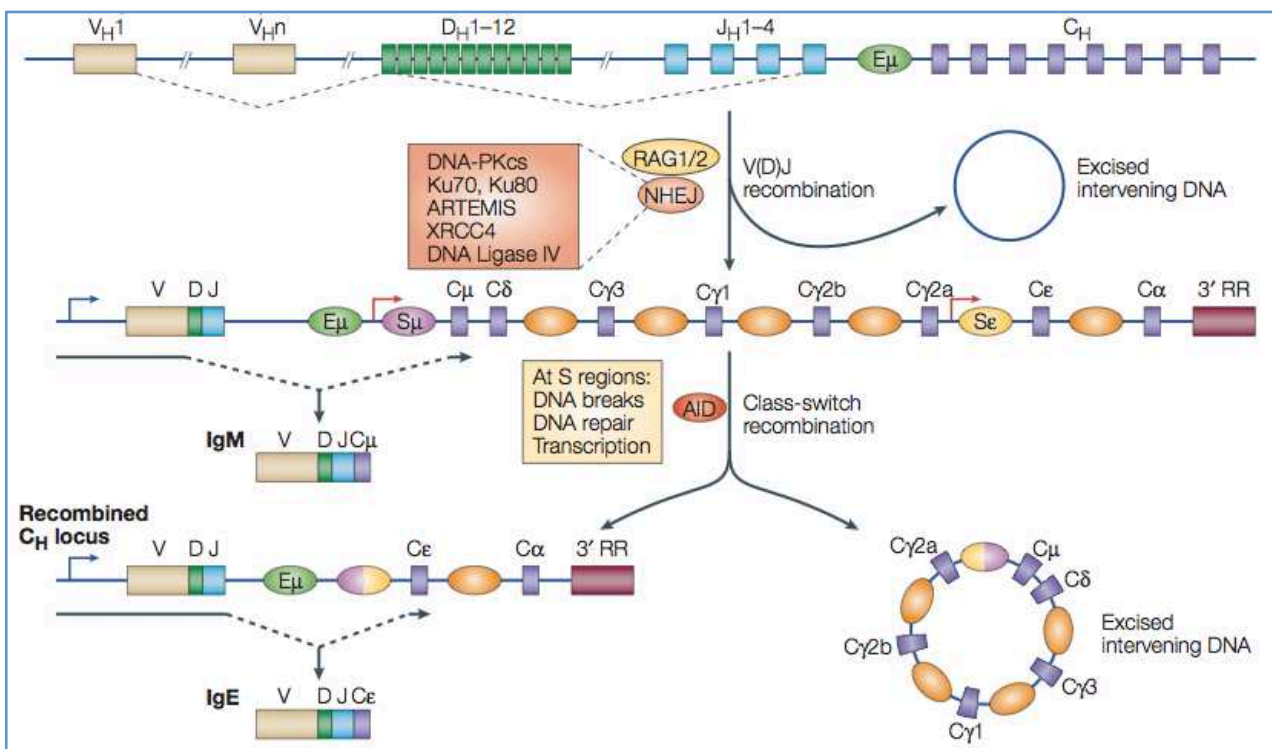 VH1 VHn DH1–12 JH1–4 CH
Eμ
DNA-PKcs
Ku70, Ku80
ARTEMIS
XRCC4
DNA Ligase IV
RAG1/2
NHEJ
V(D)J
recombination
Excised
intervening DNA
V D J Cμ Cδ Cγ3 Cγ1 Cγ2b Cγ2a Cε Cα 3′ RR
Eμ Sμ Sε
At S regions:
DNA breaks
DNA repair
Transcription
AID
Class-switch
recombination
IgM
V D J Cμ
Recombined
CH locus
V D J Cε Cα 3′ RR
Eμ
IgE
V D J Cε
Cγ2a Cμ
Cδ
Cγ2b
Cγ3
Cγ1
Excised
intervening DNA